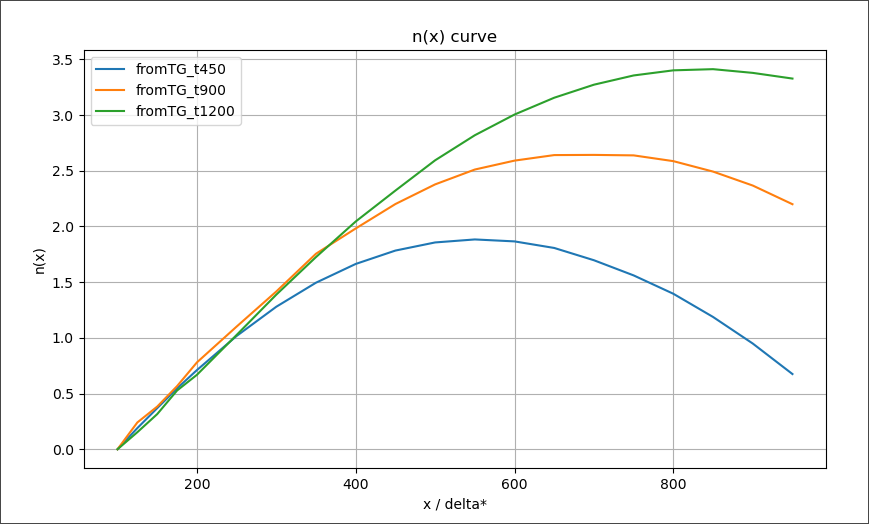 n(x) curve
fromTG_t450
fromTG_t900
fromTG_t1200
n(x)
3.5
3.0
2.5
2.0
1.5
1.0
0.5
0.0
200 400 600 800
x / delta*